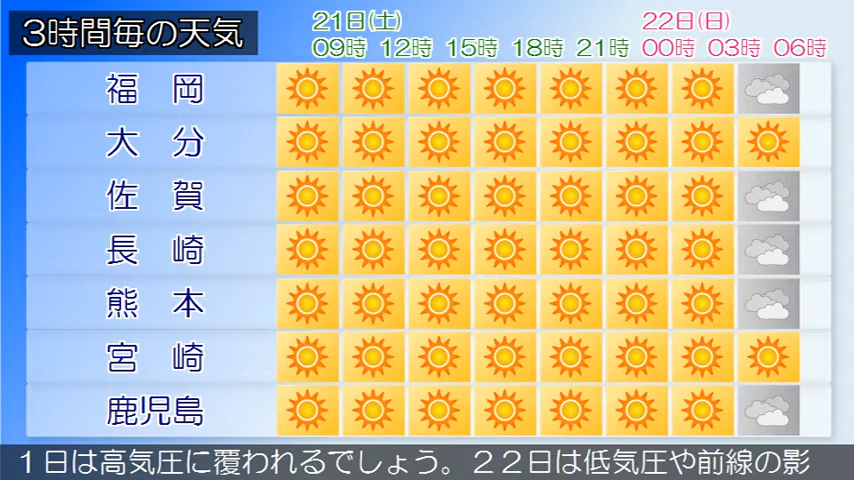 3時間毎の天気
21日(土) 22日(日)
09時 12時 15時 18時 21時 00時 03時 06時
福岡
大分
佐賀
長崎
熊本
宮崎
鹿児島
1日は高気圧に覆われるでしょう。22日は低気圧や前線の影